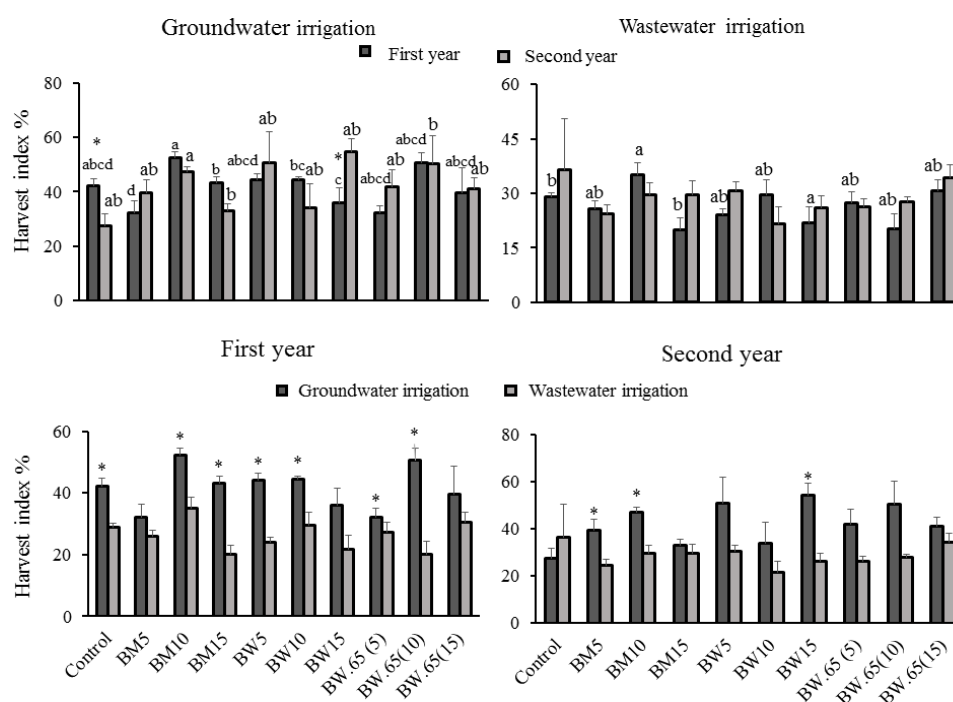 Groundwater irrigation
Wastewater irrigation
First year
Second year
Harvest index %
80
60
40
20
0
*
abcd
ab
d
ab
a
a
b
b
abcd
ab
bc
ab
*
c
ab
abcd
ab
abcd
b
abcd
ab
60
45
30
15
0
b
ab
a
b
ab
ab
a
ab
ab
ab
First year
Second year
Groundwater irrigation
Wastewater irrigation
Harvest index %
60
40
20
0
*
*
*
*
*
*
*
Control
BM5
BM10
BM15
BW5
BW10
BW15
BW.65 (5)
BW.65(10)
BW.65(15)
80
60
40
20
0
*
*
*
Control
BM5
BM10
BM15
BW5
BW10
BW15
BW.65 (5)
BW.65(10)
BW.65(15)